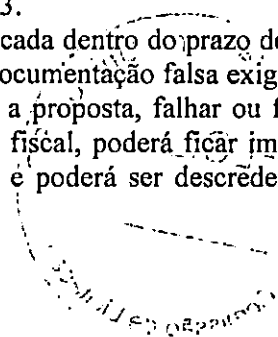 3.
cada dentro do prazo de
ocumentação falsa exig
a proposta, falhar ou f
fiscal, poderá ficar im
e poderá ser descrede